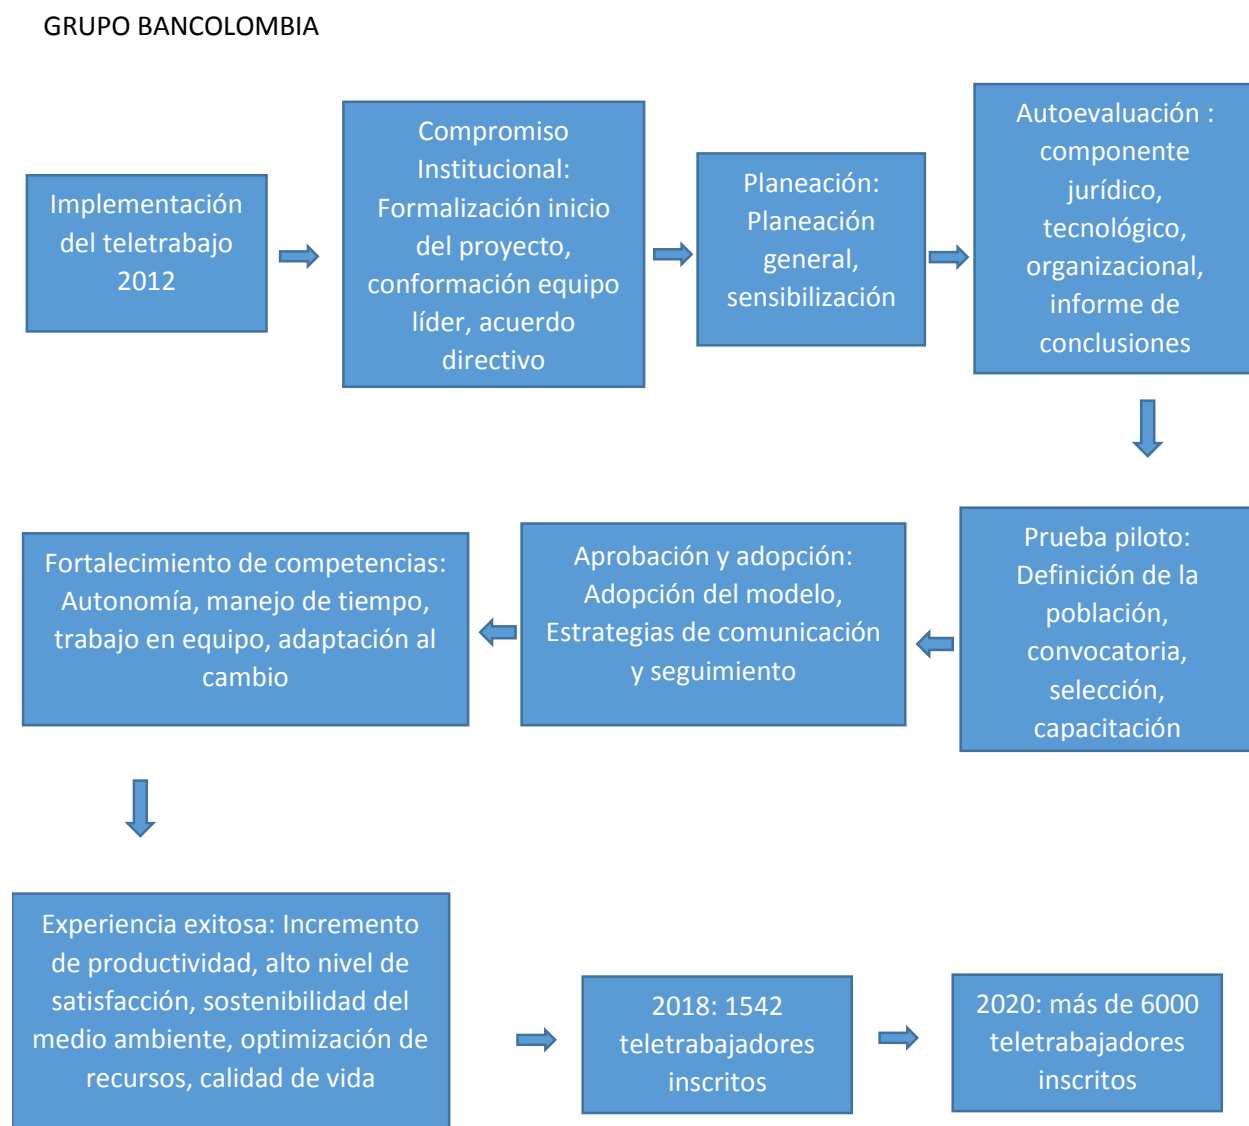 GRUPO BANCOLOMBIA
Implementación
del teletrabajo
2012
Compromiso
Institucional:
Formalización inicio
del proyecto,
conformación equipo
líder, acuerdo
directivo
Planeación:
Planeación
general,
sensibilización
Autoevaluación :
componente
jurídico,
tecnológico,
organizacional,
informe de
conclusiones
Prueba piloto:
Definición de la
población,
convocatoria,
selección,
capacitación
Aprobación y adopción:
Adopción del modelo,
Estrategias de comunicación
y seguimiento
Fortalecimiento de competencias:
Autonomía, manejo de tiempo,
trabajo en equipo, adaptación al
cambio
Experiencia exitosa: Incremento
de productividad, alto nivel de
satisfacción, sostenibilidad del
medio ambiente, optimización de
recursos, calidad de vida
2018: 1542
teletrabajadores
inscritos
2020: más de 6000
teletrabajadores
inscritos